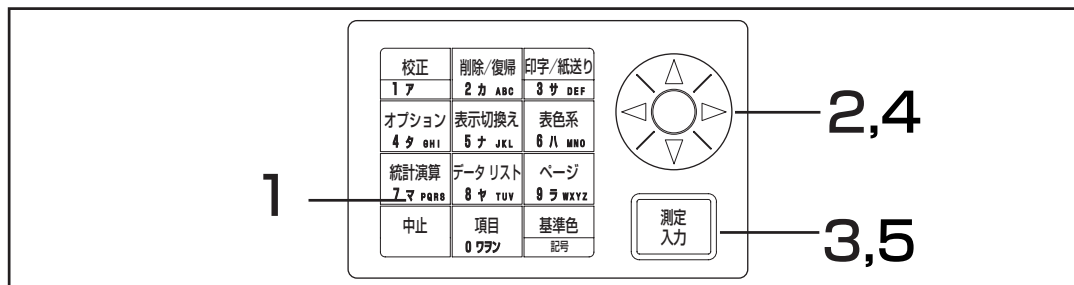 校正 削除/復帰 印字/紙送り
1 ア 2 カ ABC 3 サ DEF
オプション 表示切換え 表色系
4 タ GHI 5 ナ JKL 6 ハ MNO
統計演算 データリスト ページ
7 マ PQRS 8 ヤ TUV 9 ラ WXYZ
中止 項目 基準色
0 ワヲン 記号
測定
入力
1
2,4
3,5